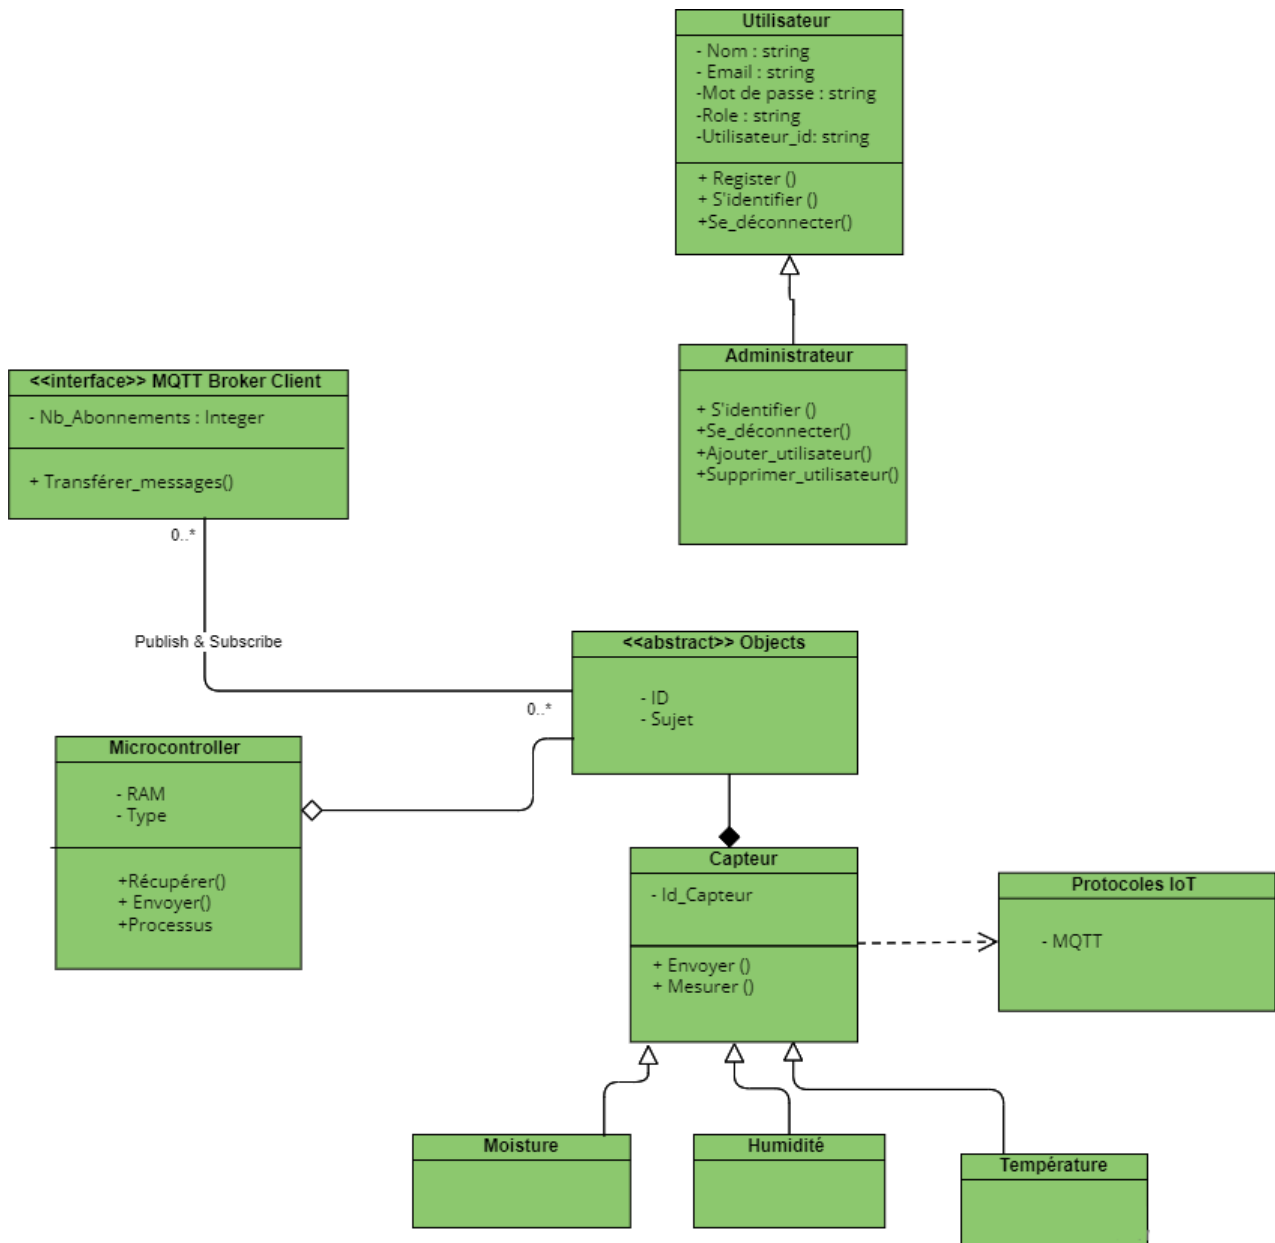 Utilisateur
- Nom : string
- Email : string
-Mot de passe : string
-Role : string
-Utilisateur_id: string
+ Register ()
+ S'identifier ()
+Se_déconnecter()
Administrateur
+ S'identifier ()
+Se_déconnecter()
+Ajouter_utilisateur()
+Supprimer_utilisateur()
<<interface>> MQTT Broker Client
- Nb_Abonnements : Integer
+ Transférer_messages()
0..*
Publish & Subscribe
0..*
<<abstract>> Objects
- ID
- Sujet
Microcontroller
- RAM
- Type
+Récupérer()
+ Envoyer()
+Processus
Capteur
- Id_Capteur
+ Envoyer ()
+ Mesurer ()
Protocoles IoT
- MQTT
Moisture
Humidité
Température